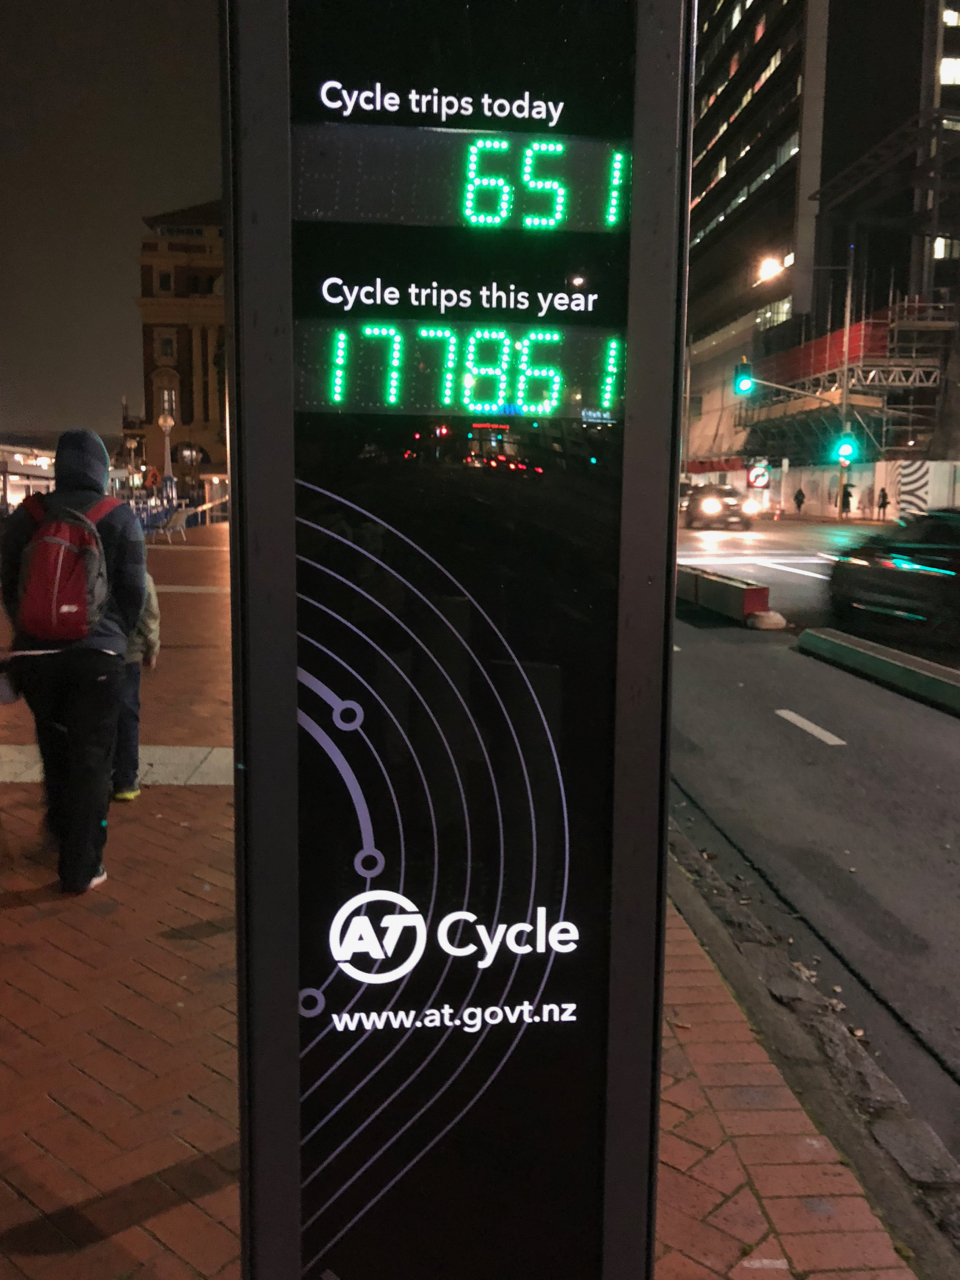 Cycle trips today
651
Cycle trips this year
177861
AT Cycle
www.at.govt.nz